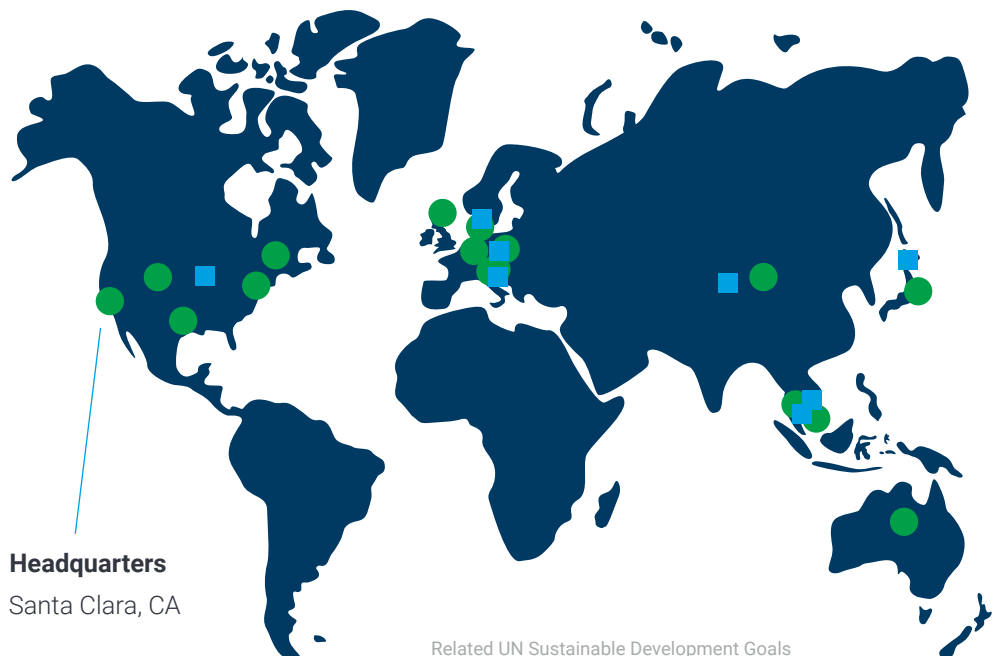 Headquarters
Santa Clara, CA
Related UN Sustainable Development Goals